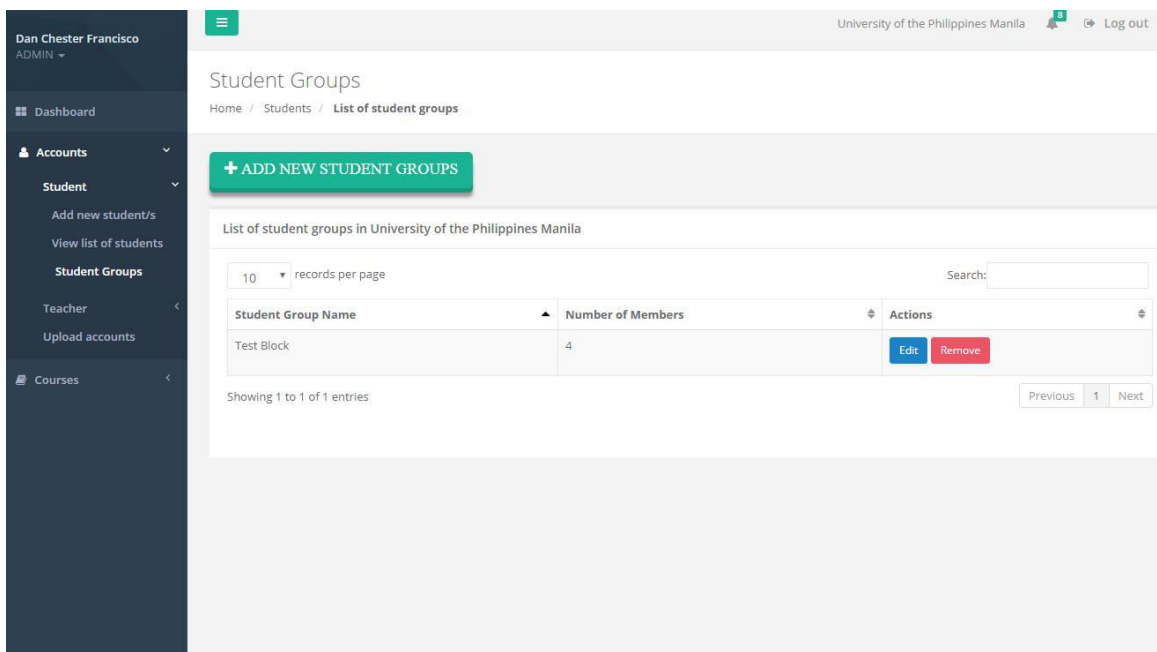 Dan Chester Francisco
ADMIN
Dashboard
Accounts
Student
Add new student/s
View list of students
Student Groups
Teacher
Upload accounts
Courses
University of the Philippines Manila 8 Log out
Student Groups
Home / Students / List of student groups
+ ADD NEW STUDENT GROUPS
List of student groups in University of the Philippines Manila
10 records per page Search:
Student Group Name Number of Members Actions
Test Block 4 Edit Remove
Showing 1 to 1 of 1 entries Previous 1 Next